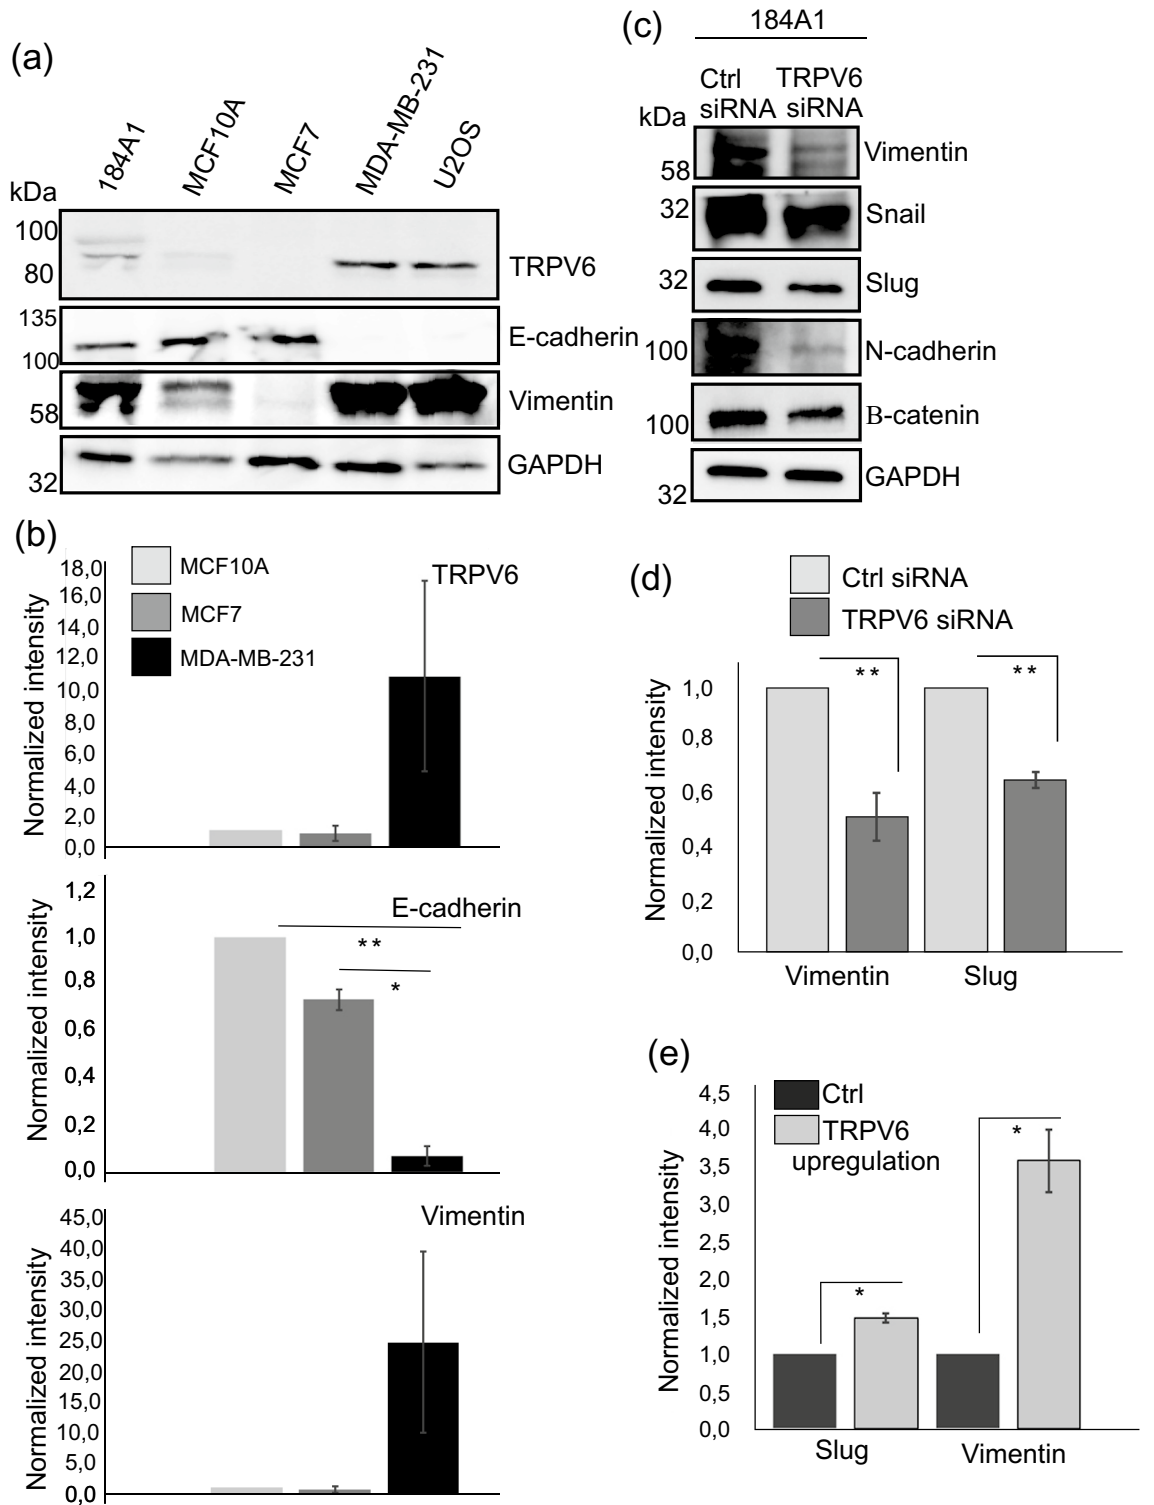 (a)
184A1
MCF10A
MCF7
MDA-MB-231
U2OS
kDa
100
80
TRPV6
135
100
E-cadherin
58
Vimentin
32
GAPDH
(b)
MCF10A
MCF7
MDA-MB-231
TRPV6
Normalized intensity
18,0
16,0
14,0
12,0
10,0
8,0
6,0
4,0
2,0
0,0
E-cadherin
Normalized intensity
1,2
1,0
0,8
0,6
0,4
0,2
0,0
**
*
Vimentin
Normalized intensity
45,0
40,0
35,0
30,0
25,0
20,0
15,0
10,0
5,0
0,0
(c)
184A1
Ctrl
siRNA
TRPV6
siRNA
kDa
58
Vimentin
32
Snail
32
Slug
100
N-cadherin
100
B-catenin
32
GAPDH
(d)
Ctrl siRNA
TRPV6 siRNA
Normalized intensity
1,0
0,8
0,6
0,4
0,2
0,0
**
**
Vimentin
Slug
(e)
Ctrl
TRPV6
upregulation
Normalized intensity
4,5
4,0
3,5
3,0
2,5
2,0
1,5
1,0
0,5
0,0
*
*
Slug
Vimentin